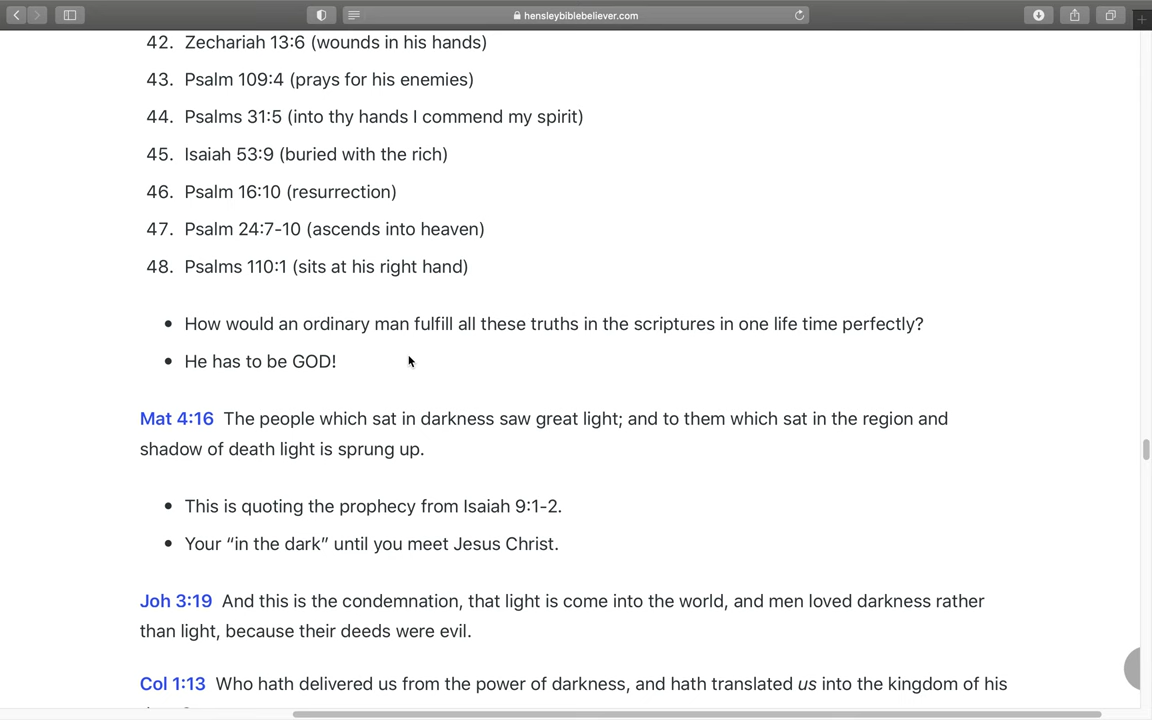 hensleybiblebeliever.com
42. Zechariah 13:6 (wounds in his hands)
43. Psalm 109:4 (prays for his enemies)
44. Psalms 31:5 (into thy hands I commend my spirit)
45. Isaiah 53:9 (buried with the rich)
46. Psalm 16:10 (resurrection)
47. Psalm 24:7-10 (ascends into heaven)
48. Psalms 110:1 (sits at his right hand)
• How would an ordinary man fulfill all these truths in the scriptures in one life time perfectly?
• He has to be GOD!
Mat 4:16 The people which sat in darkness saw great light; and to them which sat in the region and
shadow of death light is sprung up.
• This is quoting the prophecy from Isaiah 9:1-2.
• Your “in the dark” until you meet Jesus Christ.
Joh 3:19 And this is the condemnation, that light is come into the world, and men loved darkness rather
than light, because their deeds were evil.
Col 1:13 Who hath delivered us from the power of darkness, and hath translated us into the kingdom of his